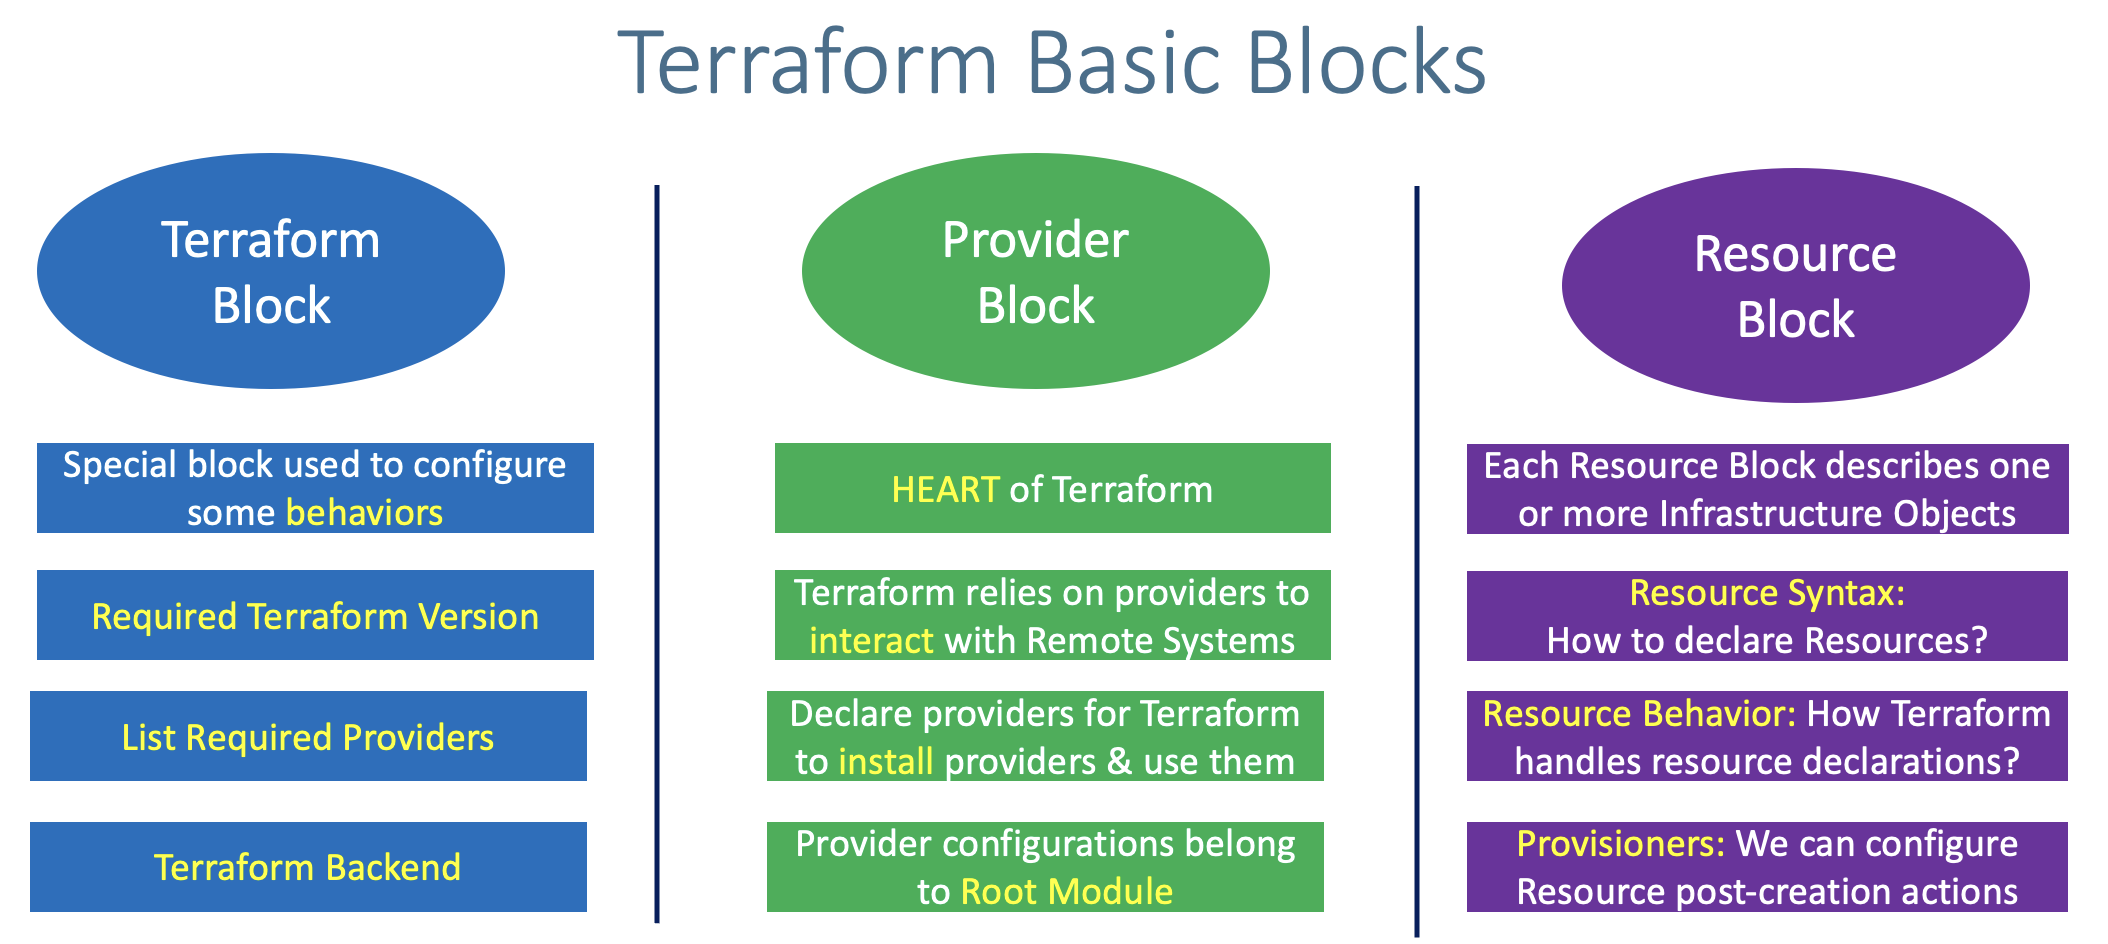 Terraform Basic Blocks
Terraform
Block
Special block used to configure
some behaviors
Required Terraform Version
List Required Providers
Terraform Backend
Provider
Block
HEART of Terraform
Terraform relies on providers to
interact with Remote Systems
Declare providers for Terraform
to install providers & use them
Provider configurations belong
to Root Module
Resource
Block
Each Resource Block describes one
or more Infrastructure Objects
Resource Syntax:
How to declare Resources?
Resource Behavior: How Terraform
handles resource declarations?
Provisioners: We can configure
Resource post-creation actions